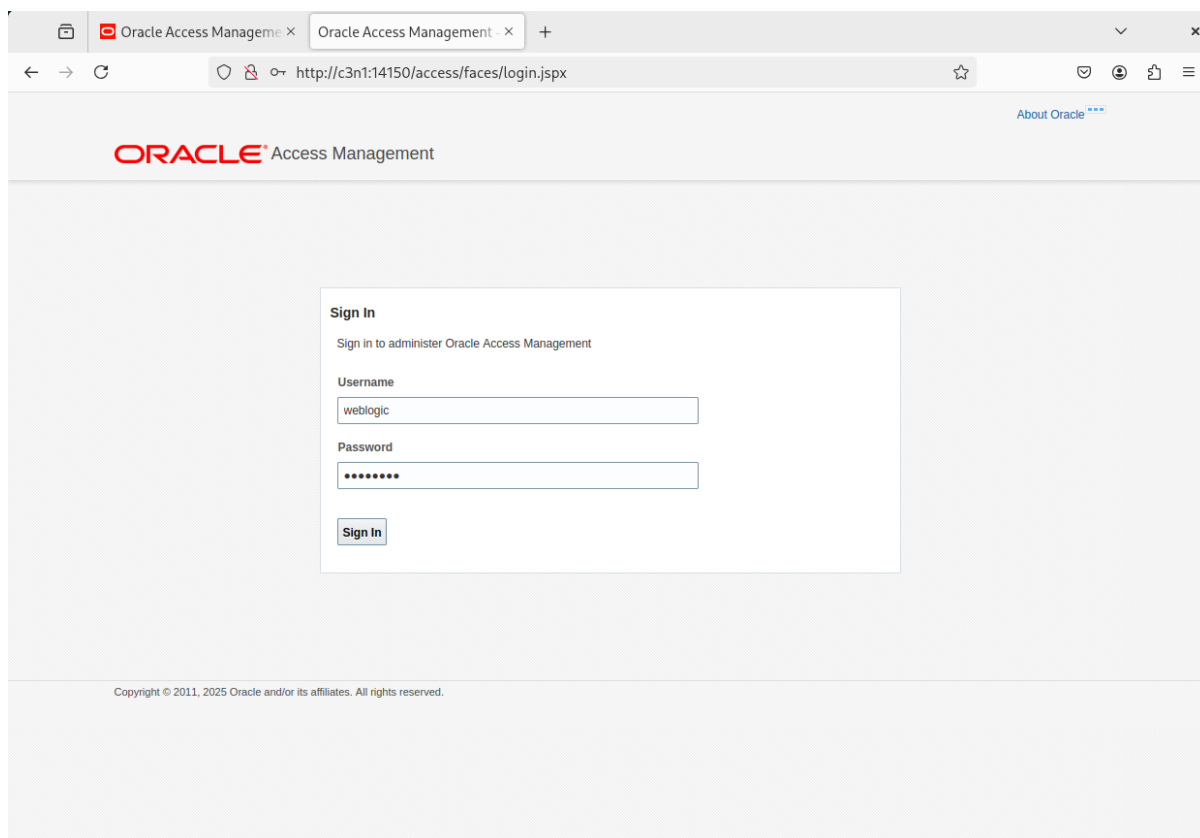 Oracle Access Manageme
Oracle Access Management -
http://c3n1:14150/access/faces/login.jspx
About Oracle
ORACLE® Access Management
Sign In
Sign in to administer Oracle Access Management
Username
weblogic
Password
••••••••
Sign In
Copyright © 2011, 2025 Oracle and/or its affiliates. All rights reserved.